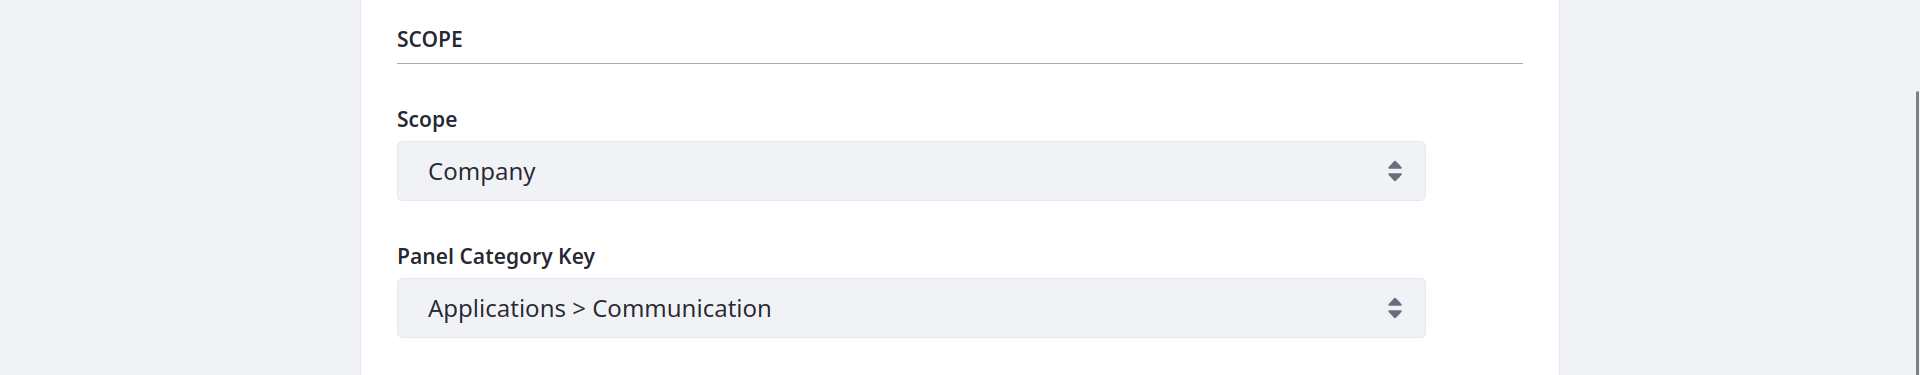 SCOPE
Scope
Company
Panel Category Key
Applications > Communication